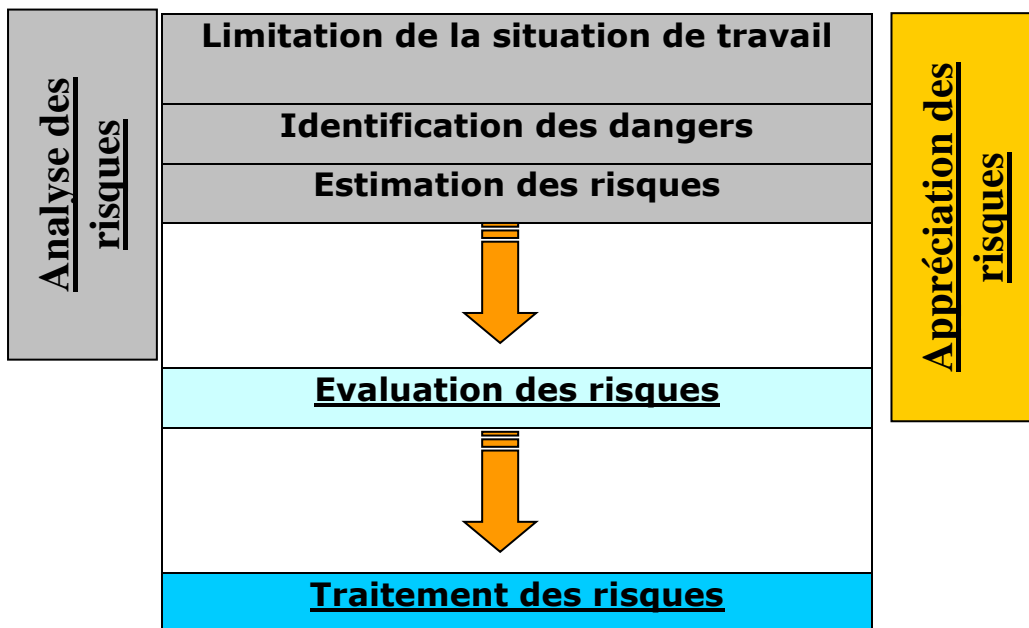 Analyse des
risques
Limitation de la situation de travail
Identification des dangers
Estimation des risques
Evaluation des risques
Traitement des risques
Appréciation des
risques